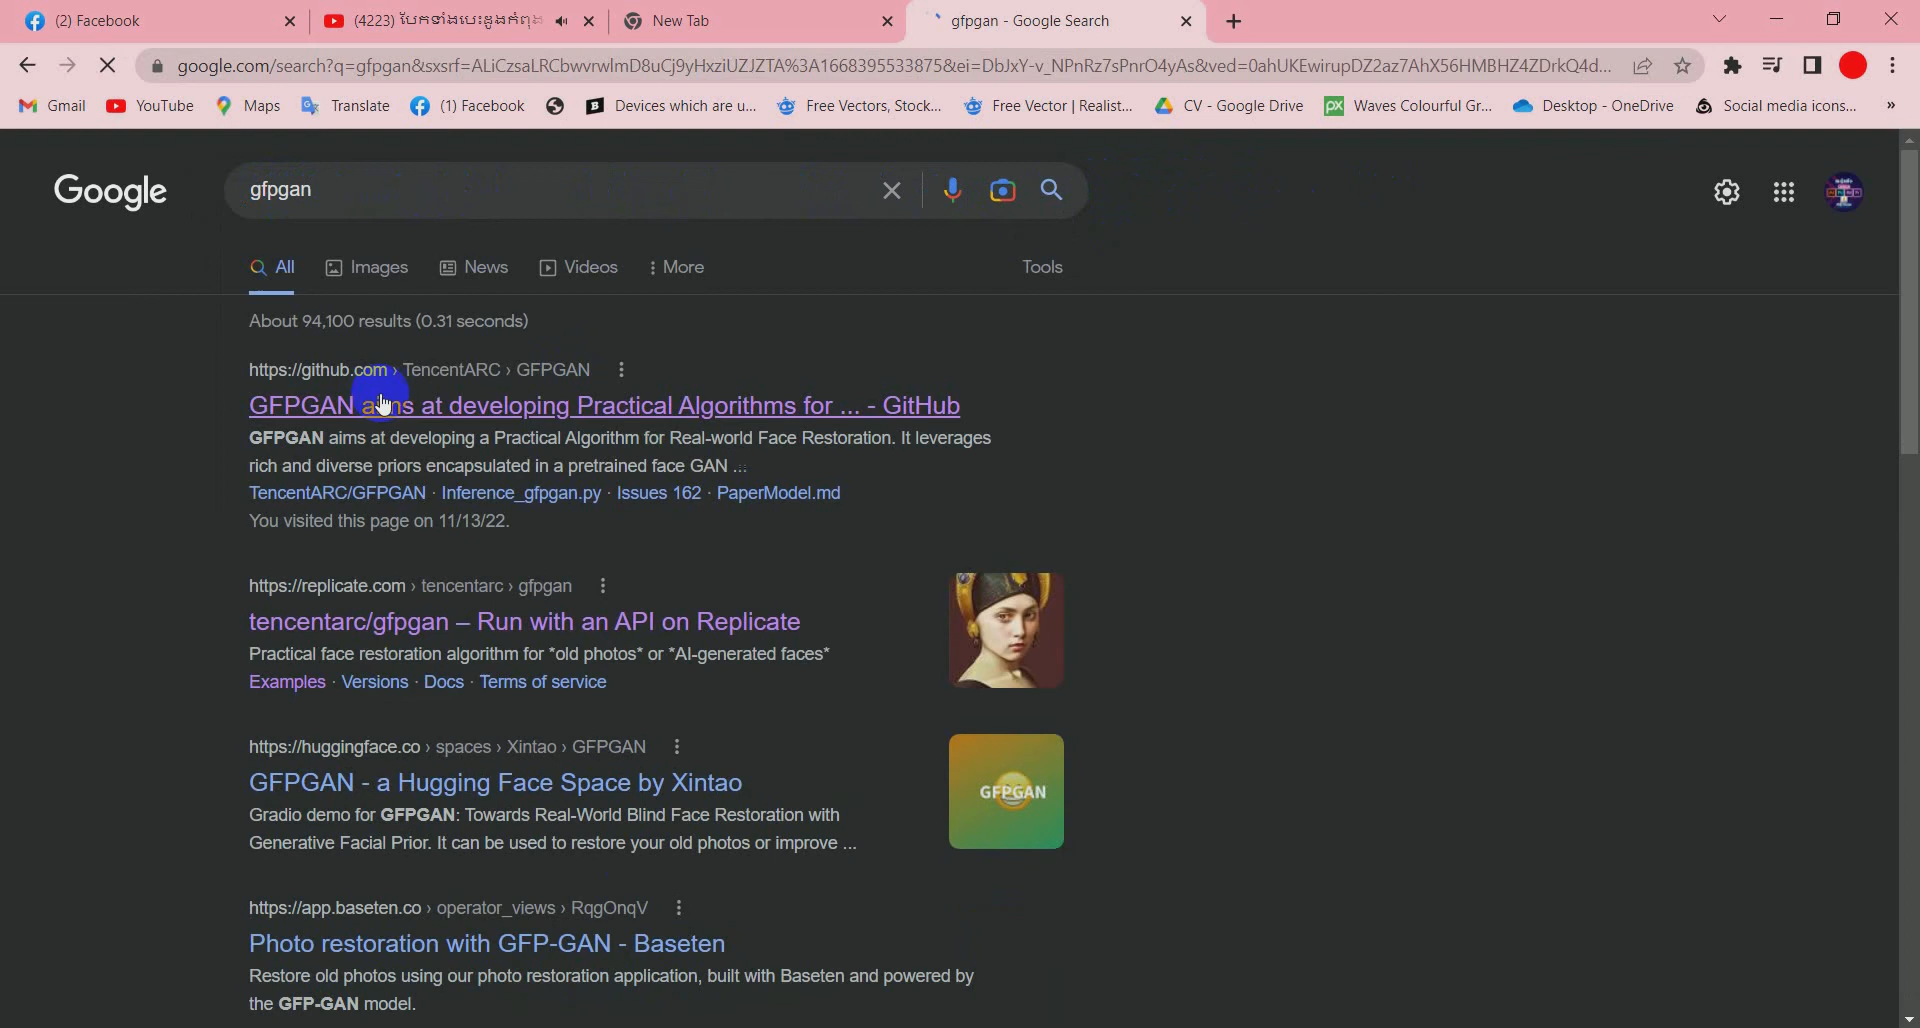 (2) Facebook
(4223)
New Tab
gfpgan - Google Search
google.com/search?q=gfpgan&sxsrf=ALiCzsaLRCbwvrwlmD8uCj9yHxziUZJZTA%3A1668395533875&ei=DbJxY-v_NPnRz7sPnrO4yAs&ved=0ahUKEwirupDZ2az7AhX56HMBHZ4ZDrkQ4d...
Gmail
YouTube
Maps
Translate
(1) Facebook
Devices which are u...
Free Vectors, Stock...
Free Vector | Realist...
CV - Google Drive
Waves Colourful Gr...
Desktop - OneDrive
Social media icons...
»
Google
gfpgan
All
Images
News
Videos
More
Tools
About 94,100 results (0.31 seconds)
https://github.com › TencentARC › GFPGAN
GFPGAN aims at developing Practical Algorithms for ... - GitHub
GFPGAN aims at developing a Practical Algorithm for Real-world Face Restoration. It leverages
rich and diverse priors encapsulated in a pretrained face GAN ...
TencentARC/GFPGAN · Inference_gfpgan.py · Issues 162 · PaperModel.md
You visited this page on 11/13/22.
https://replicate.com › tencentarc › gfpgan
tencentarc/gfpgan – Run with an API on Replicate
Practical face restoration algorithm for *old photos* or *AI-generated faces*
Examples · Versions · Docs · Terms of service
https://huggingface.co › spaces › Xintao › GFPGAN
GFPGAN - a Hugging Face Space by Xintao
Gradio demo for GFPGAN: Towards Real-World Blind Face Restoration with
Generative Facial Prior. It can be used to restore your old photos or improve ...
GFPGAN
https://app.baseten.co › operator_views › RqgOnqV
Photo restoration with GFP-GAN - Baseten
Restore old photos using our photo restoration application, built with Baseten and powered by
the GFP-GAN model.